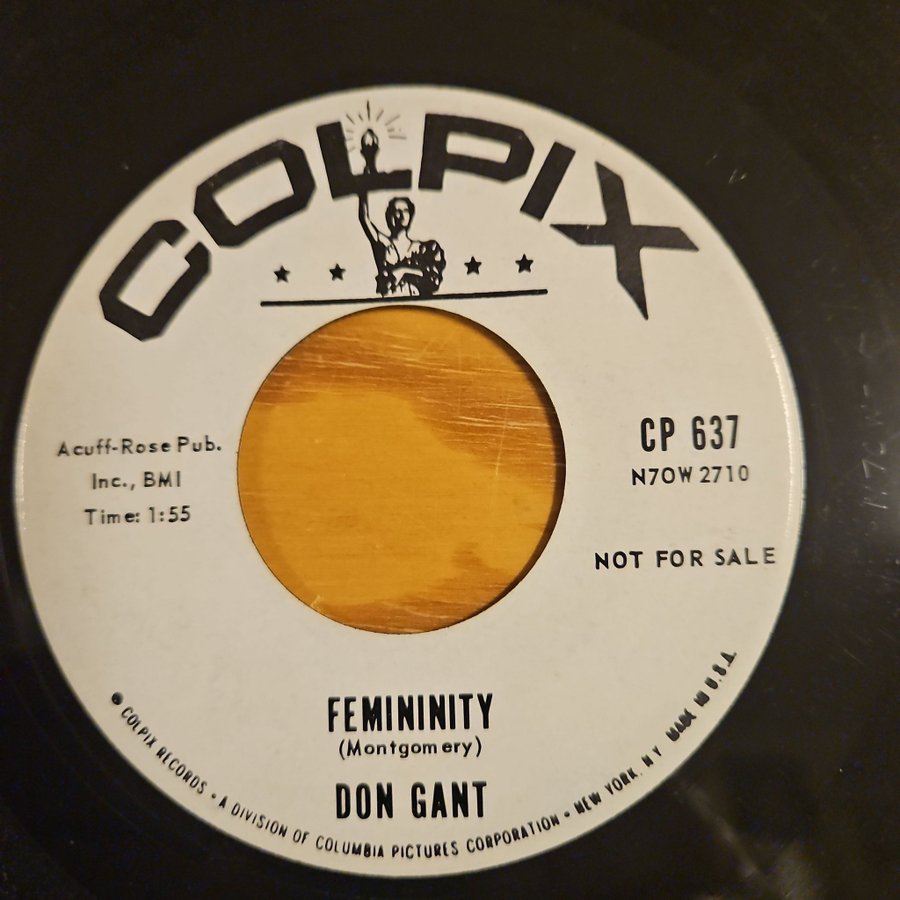 COLPIX
Acuff-Rose Pub.
Inc., BMI
Time: 1:55
CP 637
N7OW 2710
NOT FOR SALE
FEMININITY
(Montgomery)
DON GANT
COLPIX RECORDS • A DIVISION OF COLUMBIA PICTURES CORPORATION • NEW YORK. N Y MADE IN U.S.A.